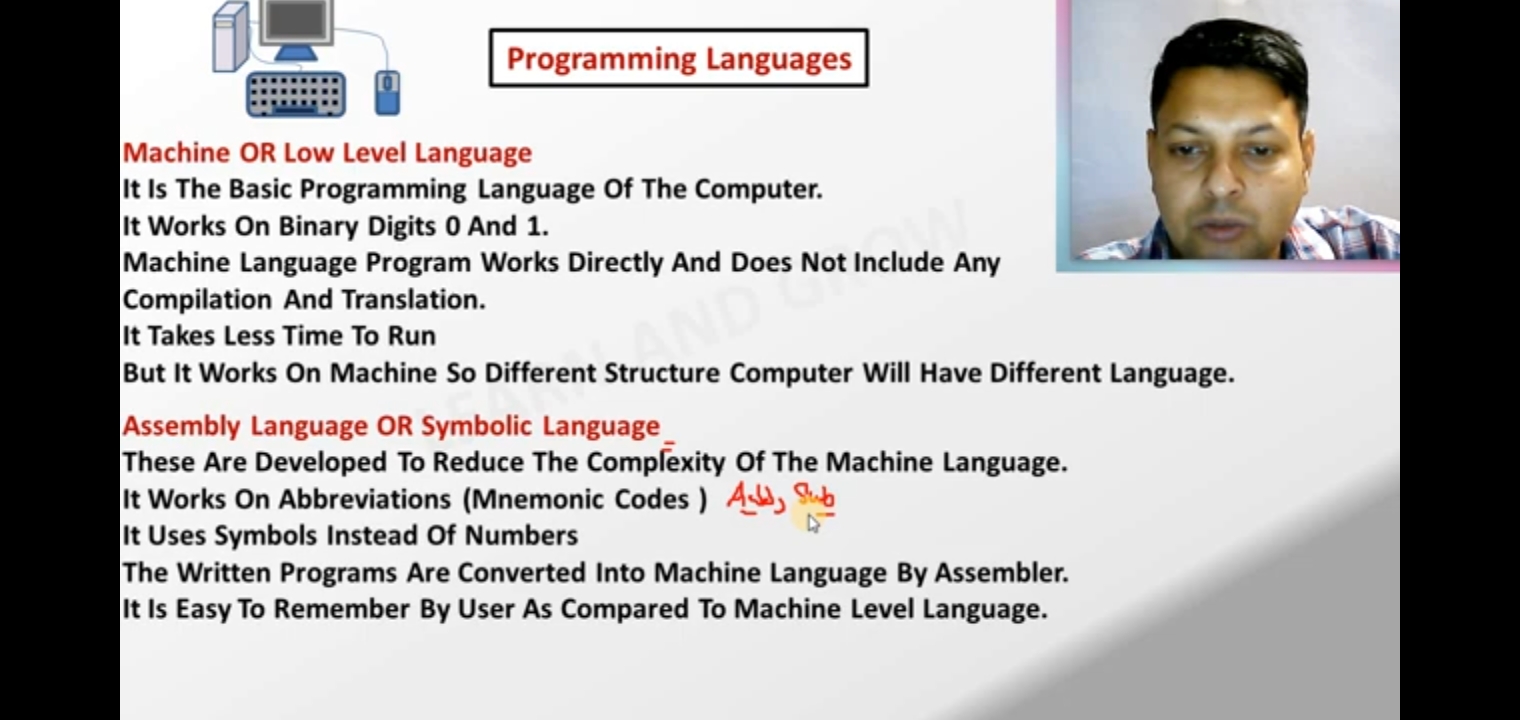 Programming Languages
Machine OR Low Level Language
It Is The Basic Programming Language Of The Computer.
It Works On Binary Digits 0 And 1.
Machine Language Program Works Directly And Does Not Include Any
Compilation And Translation.
It Takes Less Time To Run
But It Works On Machine So Different Structure Computer Will Have Different Language.
Assembly Language OR Symbolic Language
These Are Developed To Reduce The Complexity Of The Machine Language.
It Works On Abbreviations (Mnemonic Codes ) Add, Sub
It Uses Symbols Instead Of Numbers
The Written Programs Are Converted Into Machine Language By Assembler.
It Is Easy To Remember By User As Compared To Machine Level Language.
LEARN AND GROW